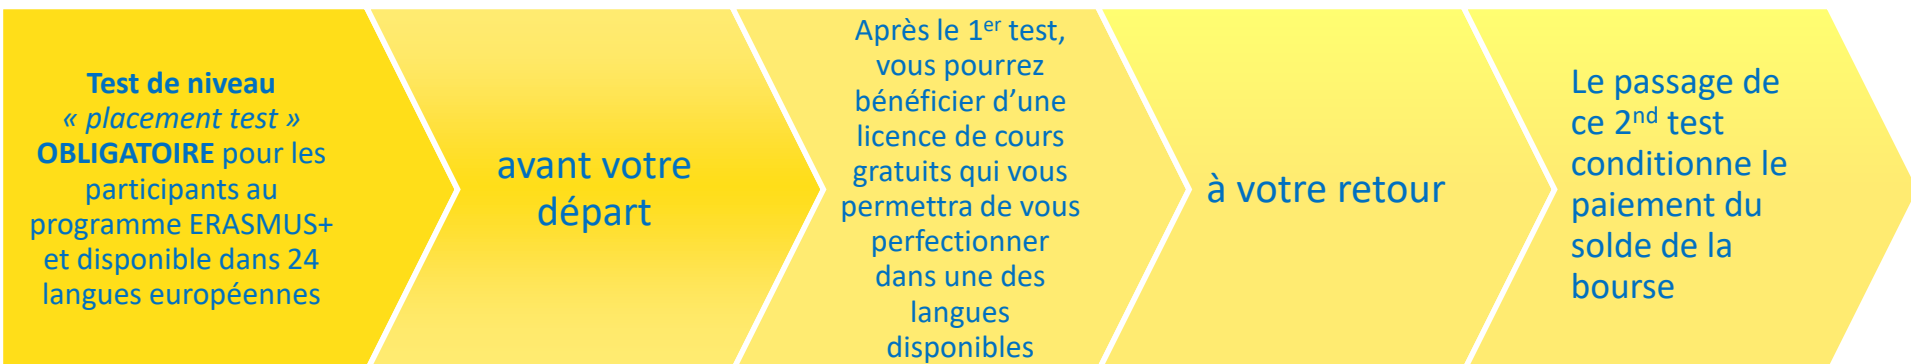 Test de niveau
« placement test »
OBLIGATOIRE pour les
participants au
programme ERASMUS+
et disponible dans 24
langues européennes
avant votre
départ
Après le 1er test,
vous pourrez
bénéficier d'une
licence de cours
gratuits qui vous
permettra de vous
perfectionner
dans une des
langues
disponibles
à votre retour
Le passage de
ce 2nd test
conditionne le
paiement du
solde de la
bourse